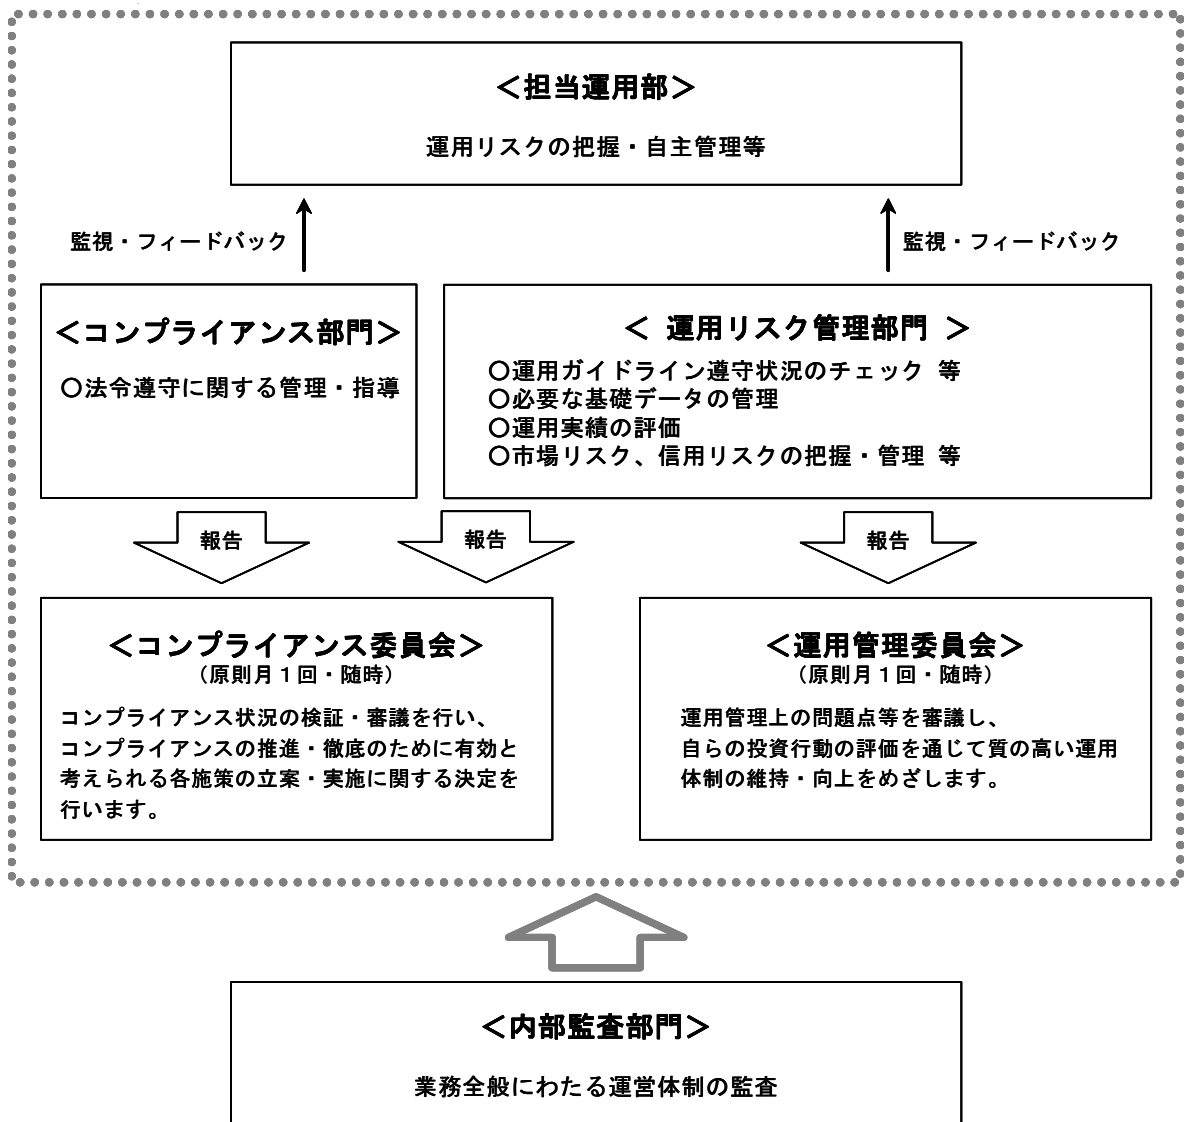 ＜担当運用部＞
運用リスクの把握・自主管理等
監視・フィードバック
監視・フィードバック
＜コンプライアンス部門＞
○法令遵守に関する管理・指導
＜ 運用リスク管理部門 ＞
○運用ガイドライン遵守状況のチェック 等
○必要な基礎データの管理
○運用実績の評価
○市場リスク、信用リスクの把握・管理 等
報告
報告
報告
＜コンプライアンス委員会＞
（原則月１回・随時）
コンプライアンス状況の検証・審議を行い、
コンプライアンスの推進・徹底のために有効と
考えられる各施策の立案・実施に関する決定を
行います。
＜運用管理委員会＞
（原則月１回・随時）
運用管理上の問題点等を審議し、
自らの投資行動の評価を通じて質の高い運用
体制の維持・向上をめざします。
＜内部監査部門＞
業務全般にわたる運営体制の監査